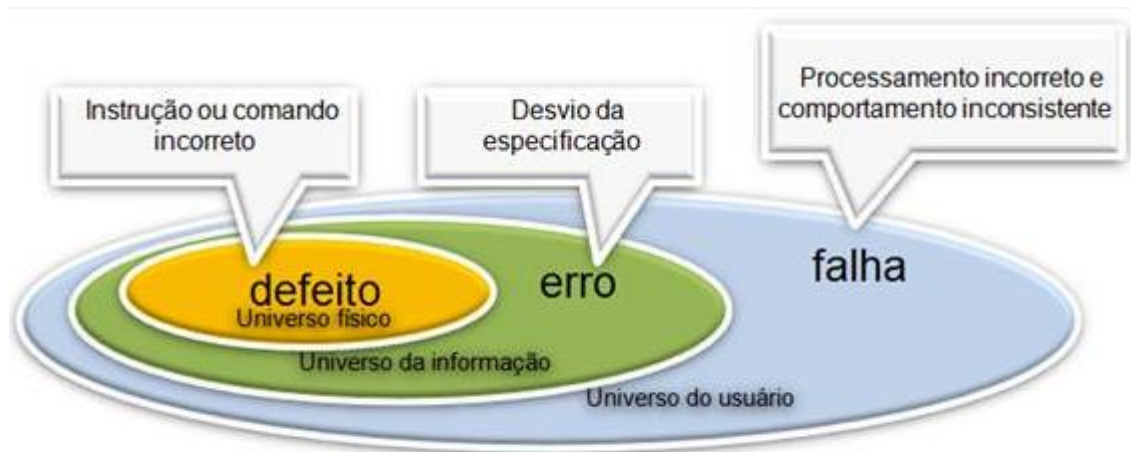 Instrução ou comando
incorreto
Desvio da
especificação
Processamento incorreto e
comportamento inconsistente
defeito
Universo físico
erro
Universo da informação
falha
Universo do usuário